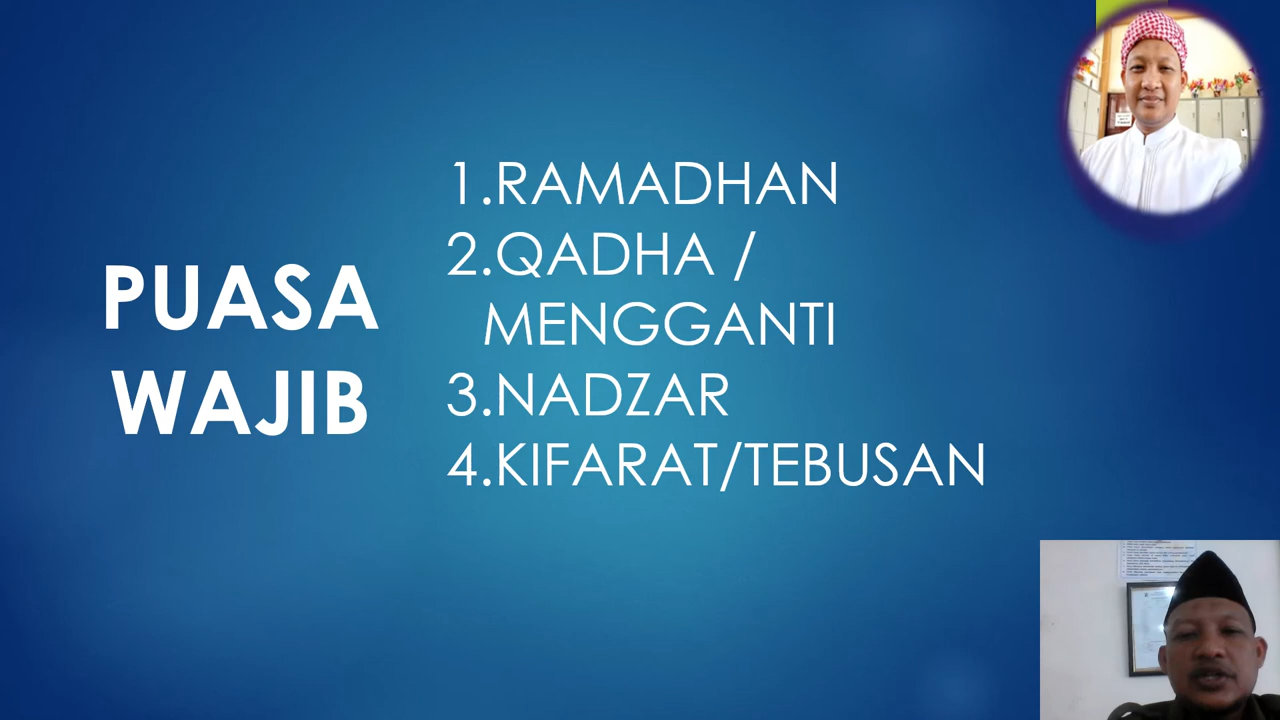 PUASA
WAJIB
1.RAMADHAN
2.QADHA /
MENGGANTI
3.NADZAR
4.KIFARAT/TEBUSAN